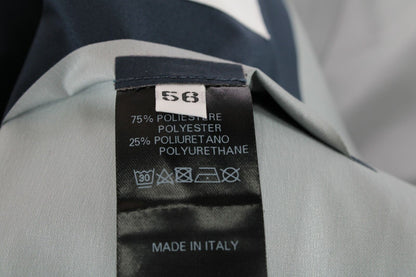 56
75% POLIESTERE
POLYESTER
25% POLIURETANO
POLYURETHANE
30
MADE IN ITALY